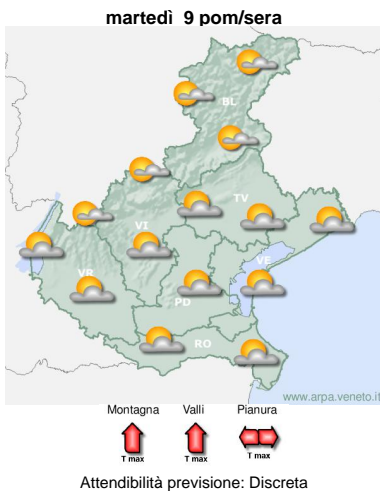 martedì 9 pom/sera
BL
TV
VI
VE
VR
PD
RO
www.arpa.veneto.it
Montagna Valli Pianura
T max T max T max
Attendibilità previsione: Discreta